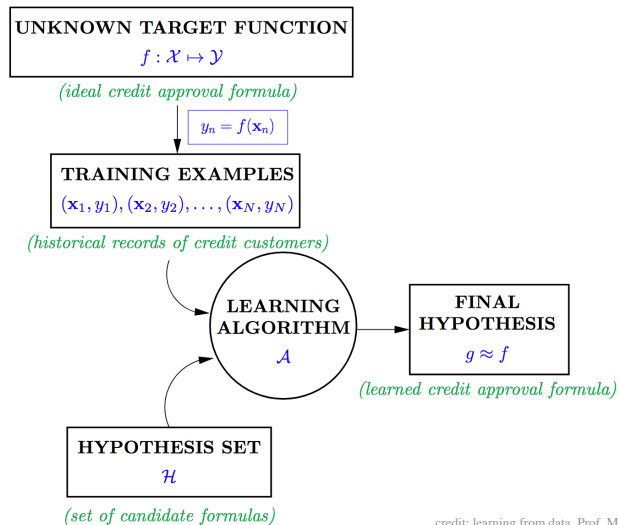 UNKNOWN TARGET FUNCTION
f : 𝒳 ↦ 𝒴
(ideal credit approval formula)
yₙ = f(𝐱ₙ)
TRAINING EXAMPLES
(𝐱₁, y₁), (𝐱₂, y₂), . . . , (𝐱_N, y_N)
(historical records of credit customers)
LEARNING
ALGORITHM
𝒜
FINAL
HYPOTHESIS
g ≈ f
(learned credit approval formula)
HYPOTHESIS SET
ℋ
(set of candidate formulas)
credit: learning from data, Prof. M